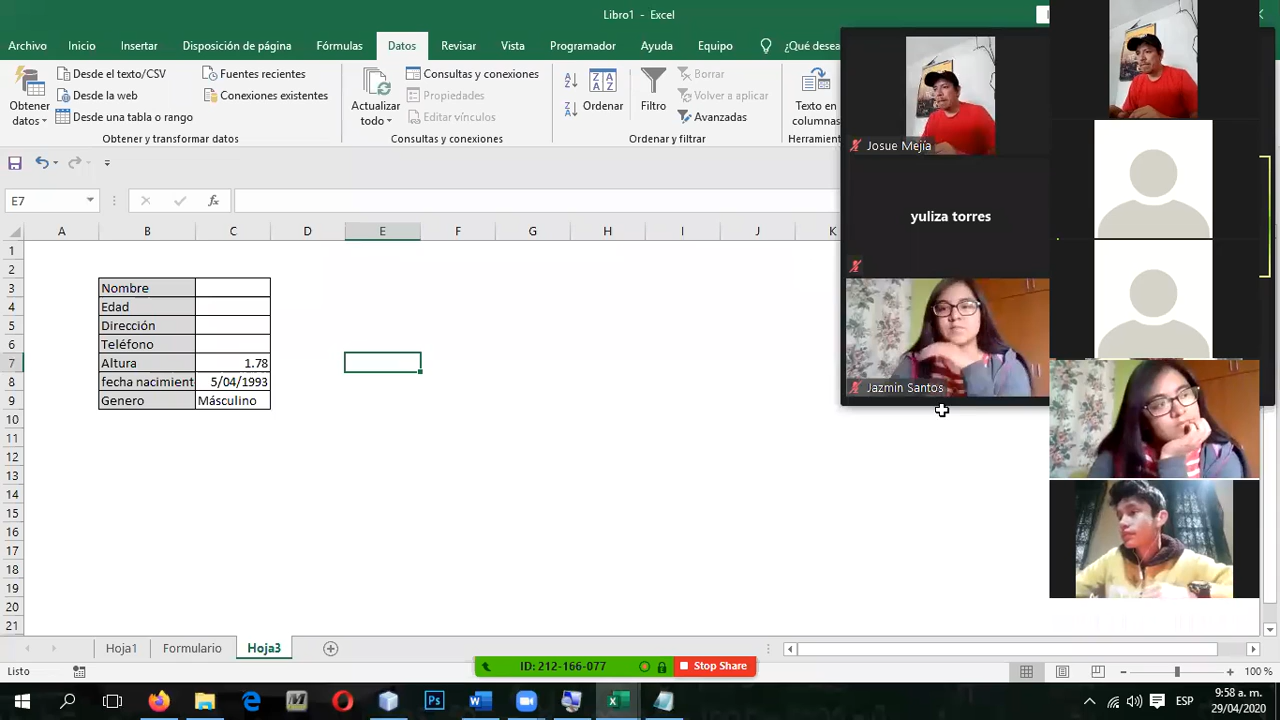 Libro1 - Excel
Archivo Inicio Insertar Disposición de página Fórmulas Datos Revisar Vista Programador Ayuda Equipo ¿Qué desea
Obtener datos
Desde el texto/CSV
Desde la web
Desde una tabla o rango
Fuentes recientes
Conexiones existentes
Obtener y transformar datos
Actualizar todo
Consultas y conexiones
Propiedades
Editar vínculos
Consultas y conexiones
Ordenar
Filtro
Borrar
Volver a aplicar
Avanzadas
Ordenar y filtrar
Texto en columnas
Herramient
E7
fx
A B C D E F G H I J K
1
2
3 Nombre
4 Edad
5 Dirección
6 Teléfono
7 Altura 1.78
8 fecha nacimient 5/04/1993
9 Genero Másculino
10
11
12
13
14
15
16
17
18
19
20
21
Josue Mejía
yuliza torres
Jazmín Santos
Hoja1 Formulario Hoja3
Listo
ID: 212-166-077 Stop Share
100 %
ESP
9:58 a. m.
29/04/2020